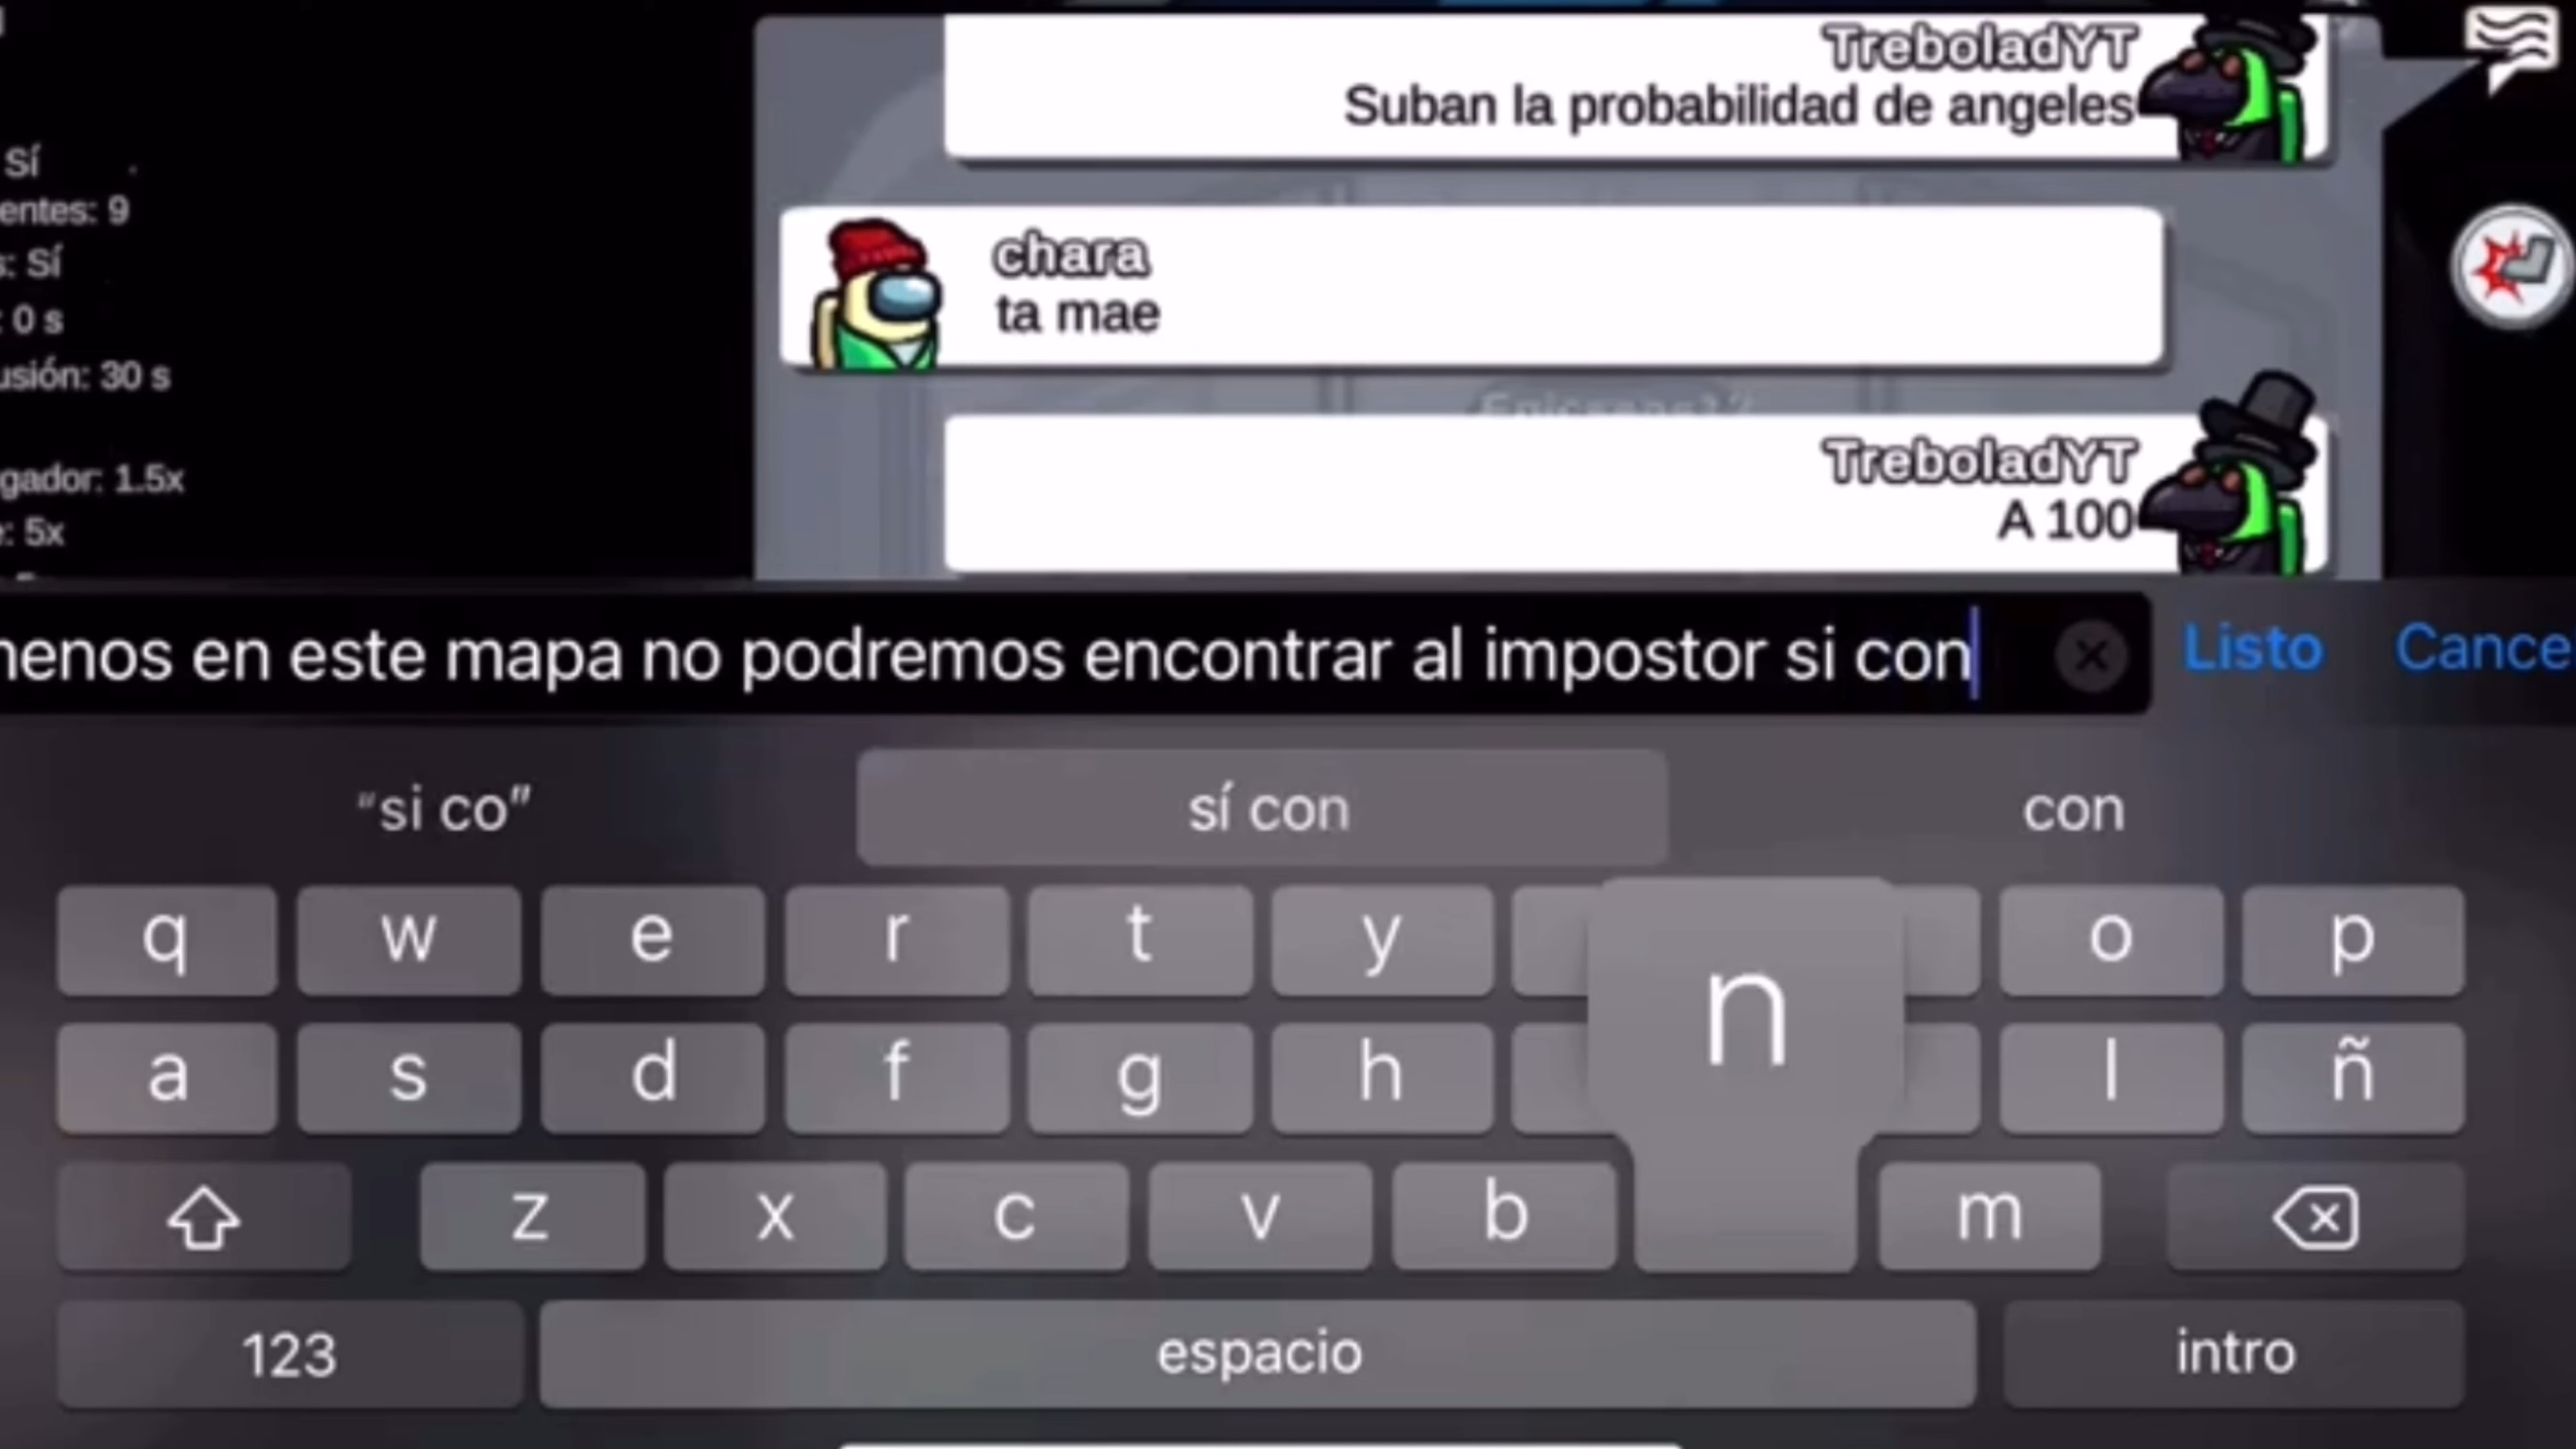 TreboladYT
Suban la probabilidad de angeles
Sí
entes: 9
s: Sí
: 0 s
usión: 30 s
gador: 1.5x
e: 5x
chara
ta mae
TreboladYT
A 100
menos en este mapa no podremos encontrar al impostor si con
Listo
Cance
“si co”
sí con
con
q w e r t y o p
a s d f g h l ñ
n
z x c v b m
123
espacio
intro